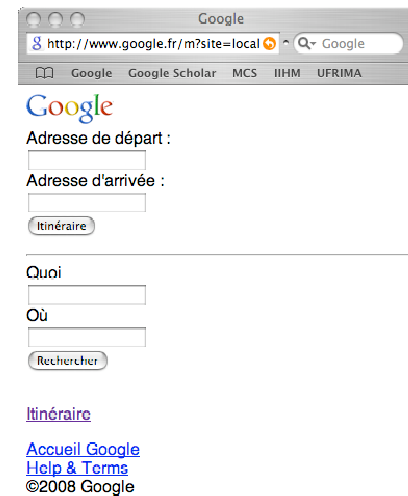 Google
http://www.google.fr/m?site=local Google
Google Google Scholar MCS IIHM UFRIMA
Google
Adresse de départ :
Adresse d'arrivée :
Itinéraire
Quoi
Où
Rechercher
Itinéraire
Accueil Google
Help & Terms
©2008 Google